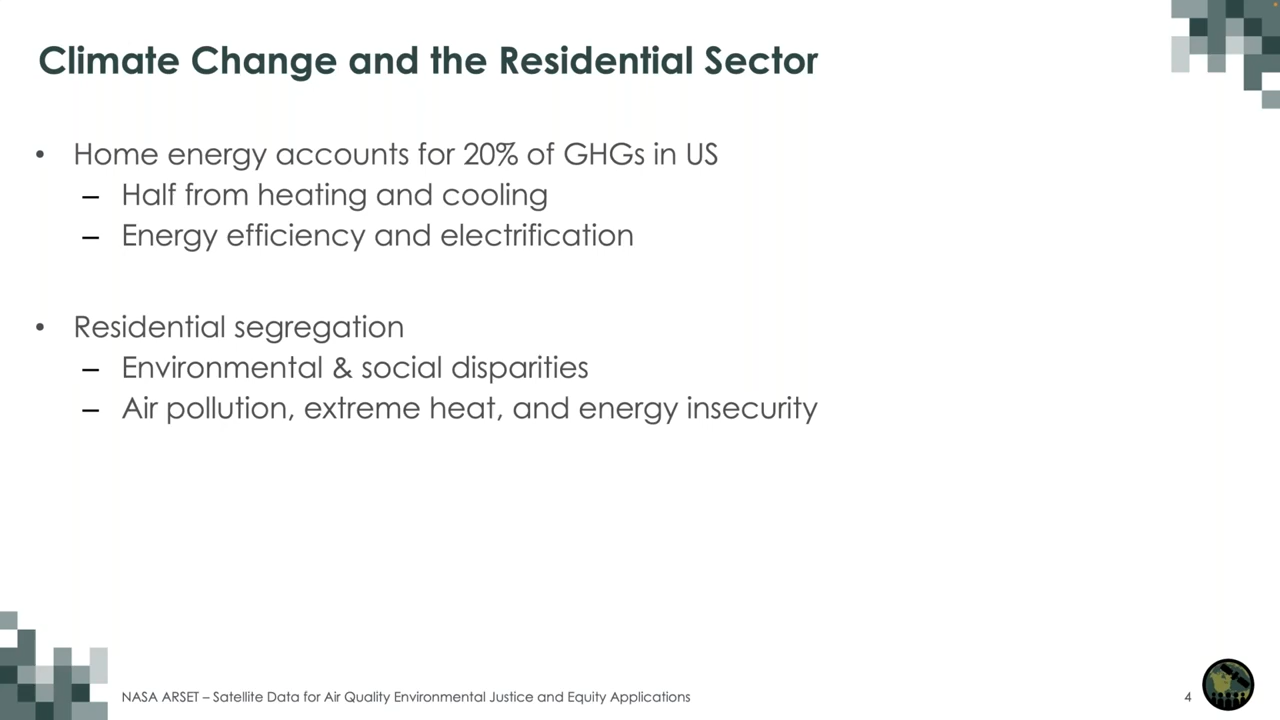 Climate Change and the Residential Sector
• Home energy accounts for 20% of GHGs in US
– Half from heating and cooling
– Energy efficiency and electrification
• Residential segregation
– Environmental & social disparities
– Air pollution, extreme heat, and energy insecurity
NASA ARSET – Satellite Data for Air Quality Environmental Justice and Equity Applications
4